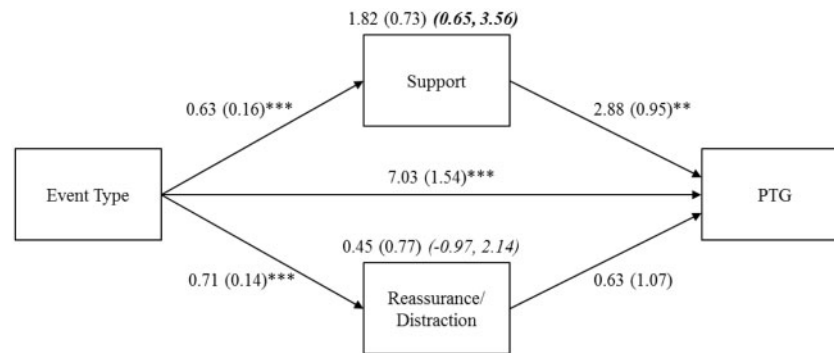 1.82 (0.73) (0.65, 3.56)
Support
0.63 (0.16)***
2.88 (0.95)**
Event Type
7.03 (1.54)***
PTG
0.45 (0.77) (-0.97, 2.14)
0.71 (0.14)***
Reassurance/
Distraction
0.63 (1.07)